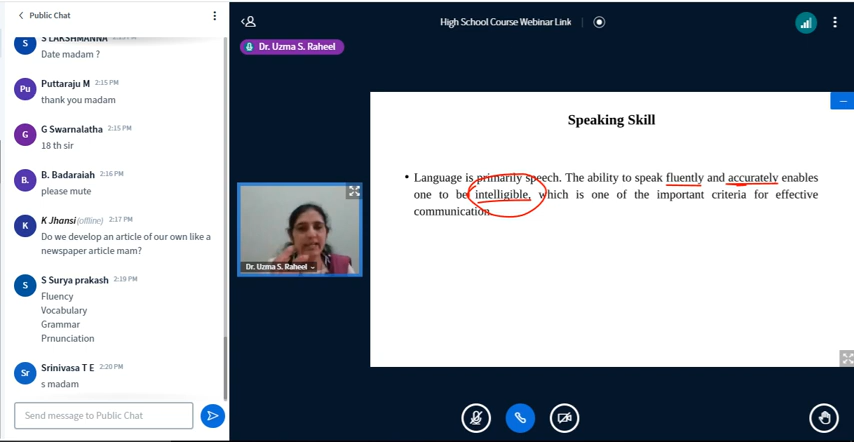 Public Chat
S
S LAKSHMANNA
Date madam ?
Pu
Puttaraju M 2:15 PM
thank you madam
G
G Swarnalatha 2:15 PM
18 th sir
B.
B. Badaraiah 2:16 PM
please mute
K
K Jhansi (offline) 2:17 PM
Do we develop an article of our own like a
newspaper article mam?
S
S Surya prakash 2:19 PM
Fluency
Vocabulary
Grammar
Prnunciation
Sr
Srinivasa T E 2:20 PM
s madam
Send message to Public Chat
High School Course Webinar Link
Dr. Uzma S. Raheel
Dr. Uzma S. Raheel
Speaking Skill
• Language is primarily speech. The ability to speak fluently and accurately enables
one to be intelligible, which is one of the important criteria for effective
communication.